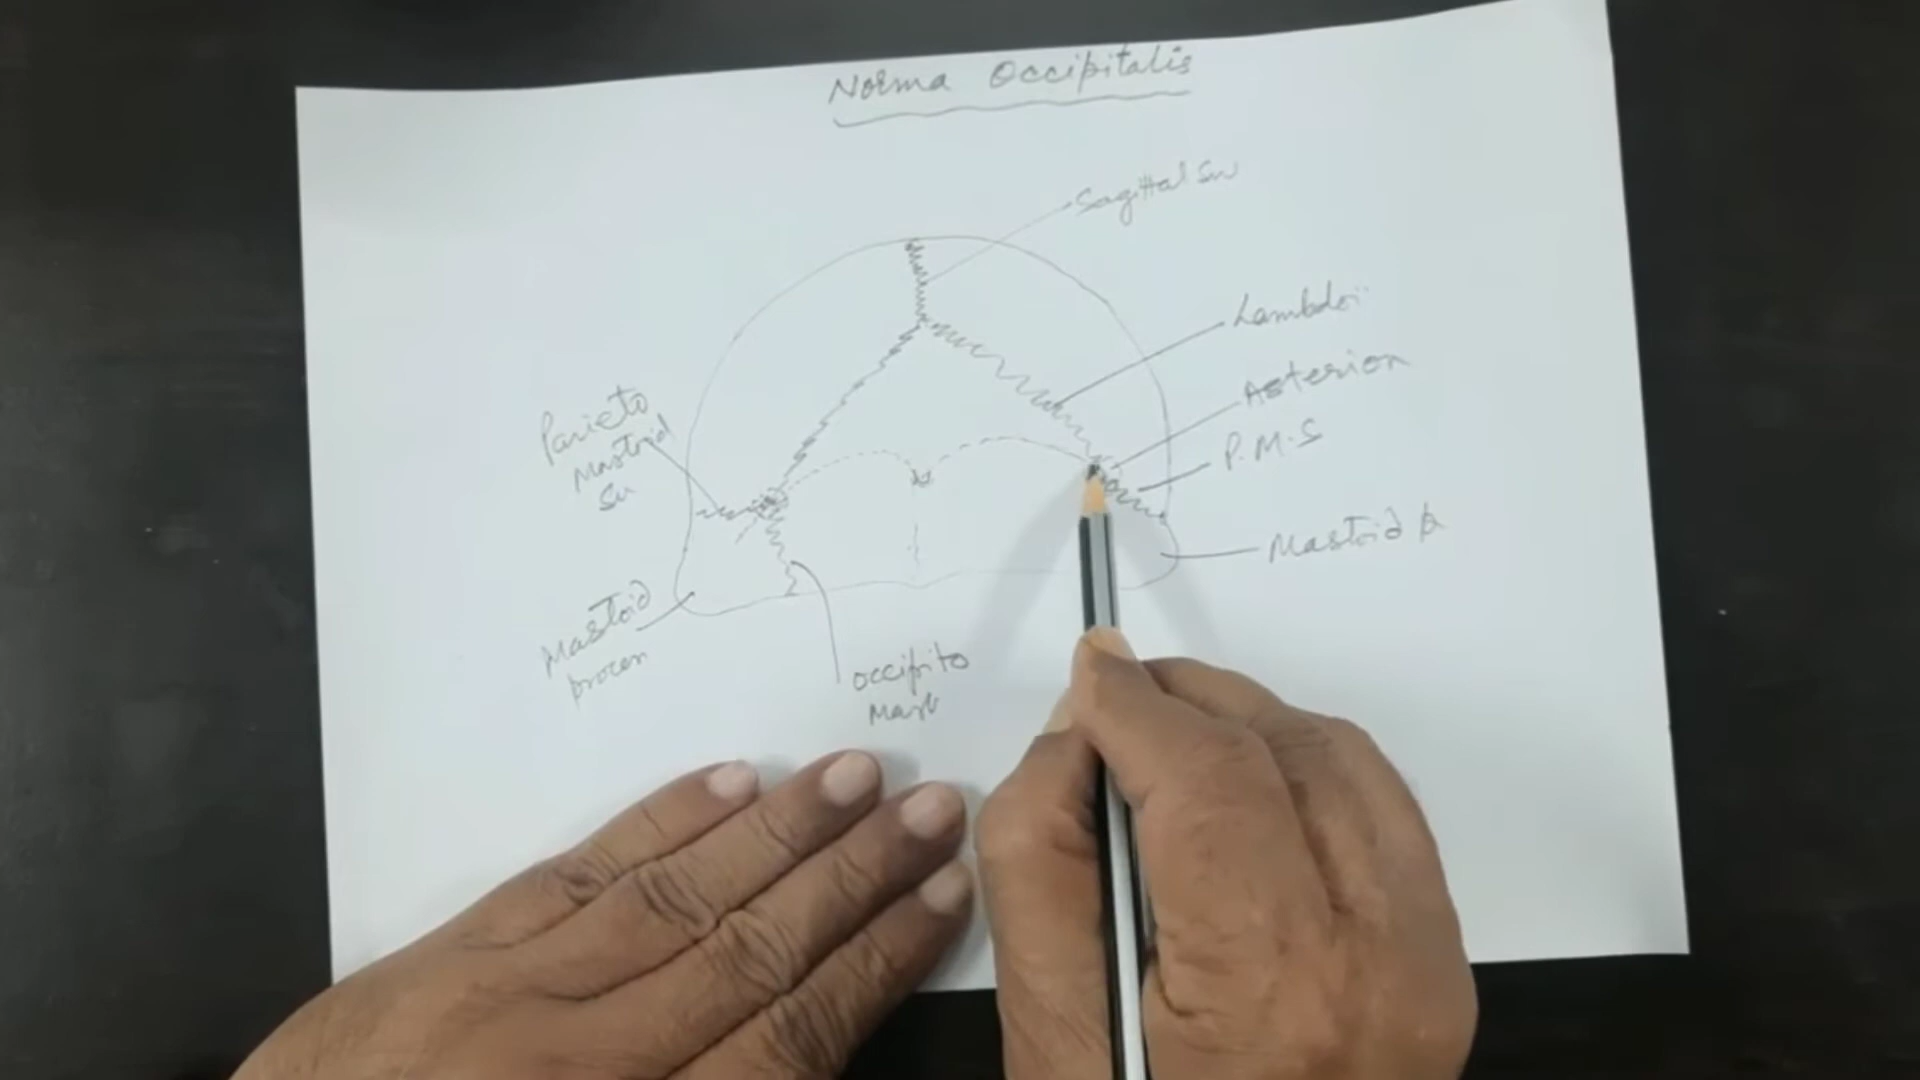 Norma Occipitalis
Sagittal Su
Lambdoi
Asterion
P.M.S
Parieto
Mastoid
Su
Mastoid
Mastoid
process
occipito
Mast